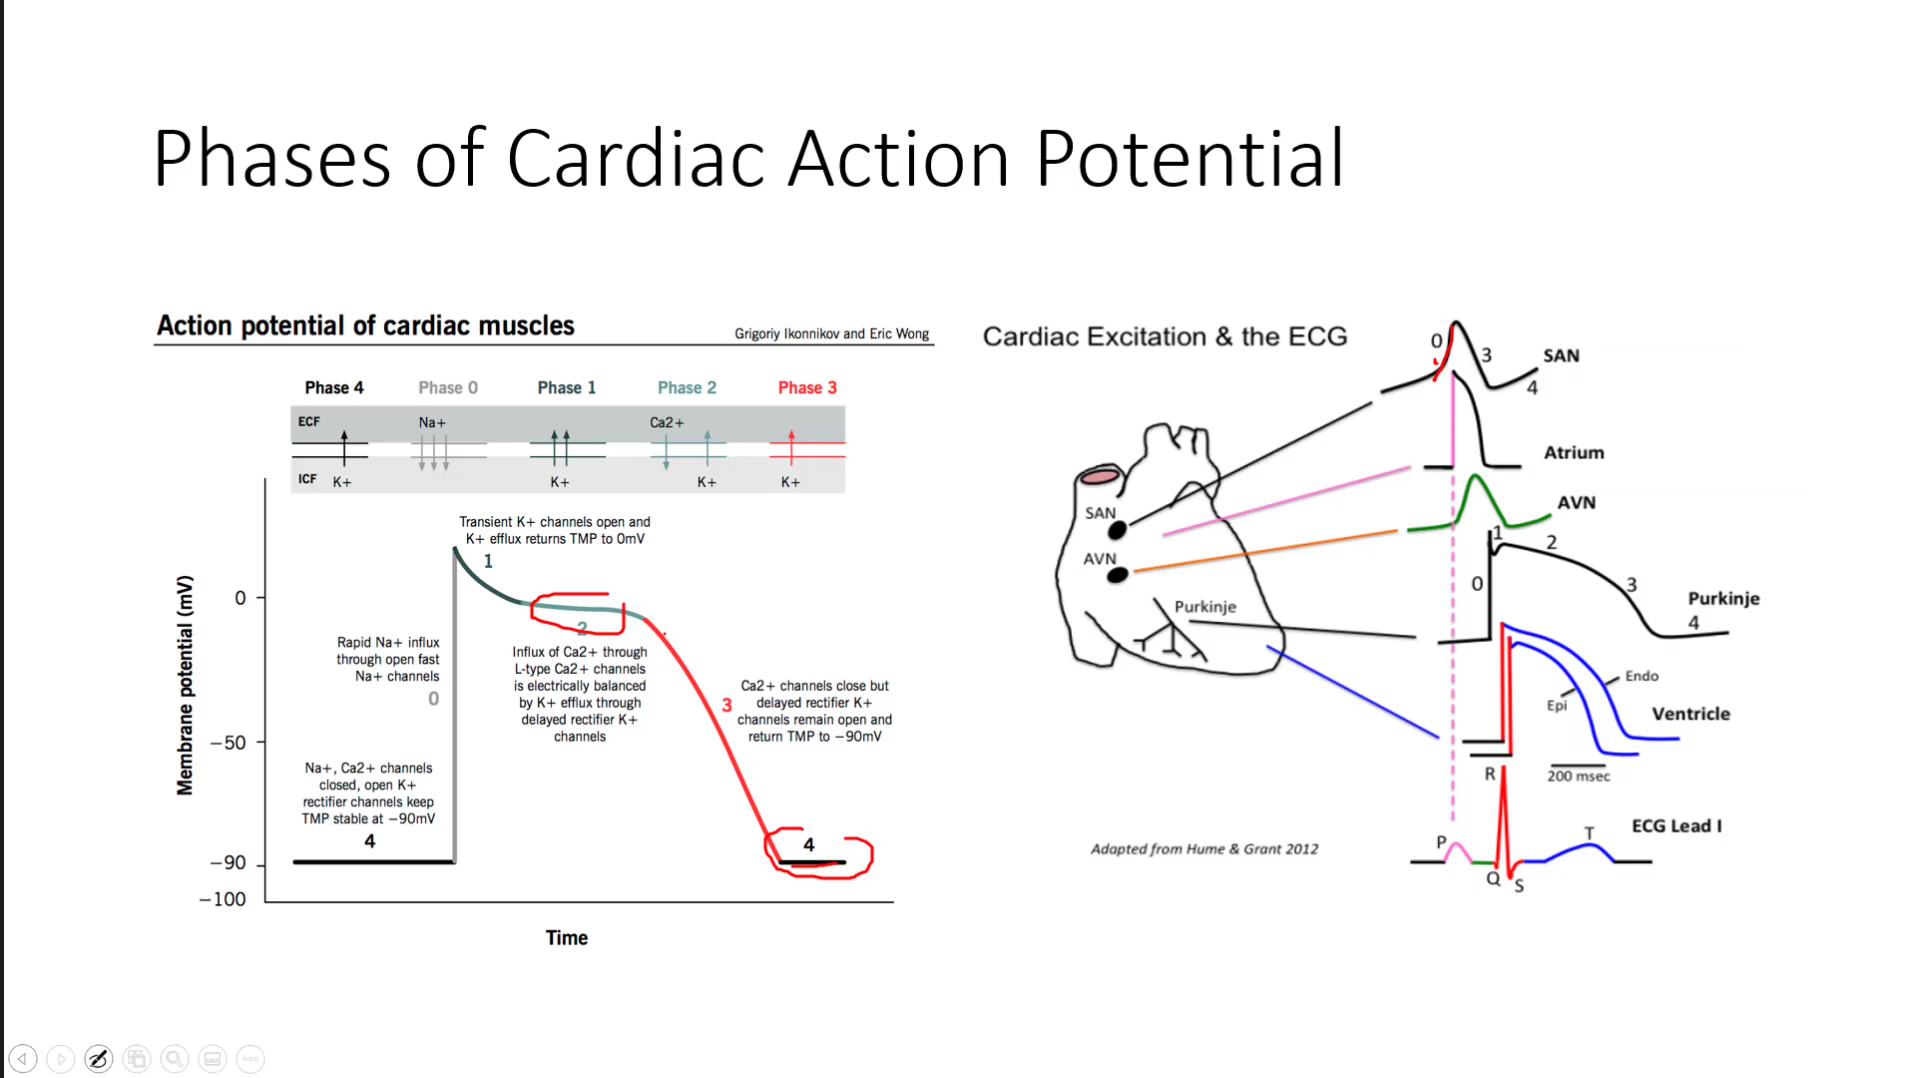 Phases of Cardiac Action Potential
Action potential of cardiac muscles
Grigoriy Ikonnikov and Eric Wong
Phase 4 Phase 0 Phase 1 Phase 2 Phase 3
ECF Na+ Ca2+
ICF K+ K+ K+ K+
Transient K+ channels open and
K+ efflux returns TMP to 0mV
1
Membrane potential (mV)
0
−50
−90
−100
Rapid Na+ influx
through open fast
Na+ channels
0
2
Influx of Ca2+ through
L-type Ca2+ channels
is electrically balanced
by K+ efflux through
delayed rectifier K+
channels
3
Ca2+ channels close but
delayed rectifier K+
channels remain open and
return TMP to −90mV
Na+, Ca2+ channels
closed, open K+
rectifier channels keep
TMP stable at −90mV
4
4
Time
Cardiac Excitation & the ECG
0
3
SAN
4
Atrium
AVN
1
2
0
3
Purkinje
4
SAN
AVN
Purkinje
Endo
Epi
Ventricle
R
200 msec
ECG Lead I
P
T
Q
S
Adapted from Hume & Grant 2012